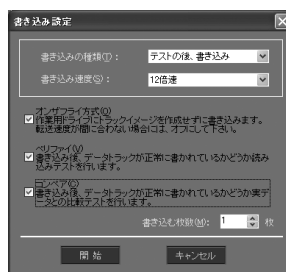 書き込み設定
書き込みの種類(T)： テストの後、書き込み
書き込み速度(S)： 12倍速
オンザフライ方式(O)
作業用ドライブにトラックイメージを作成せずに書き込みます。
転送速度が間に合わない場合には、オフにして下さい。
ベリファイ(V)
書き込み後、データトラックが正常に書かれているかどうか読み
込みテストを行います。
コンペア(C)
書き込み後、データトラックが正常に書かれているかどうか実デ
ータとの比較テストを行います。
書き込む枚数(M)： 1 枚
開始 キャンセル